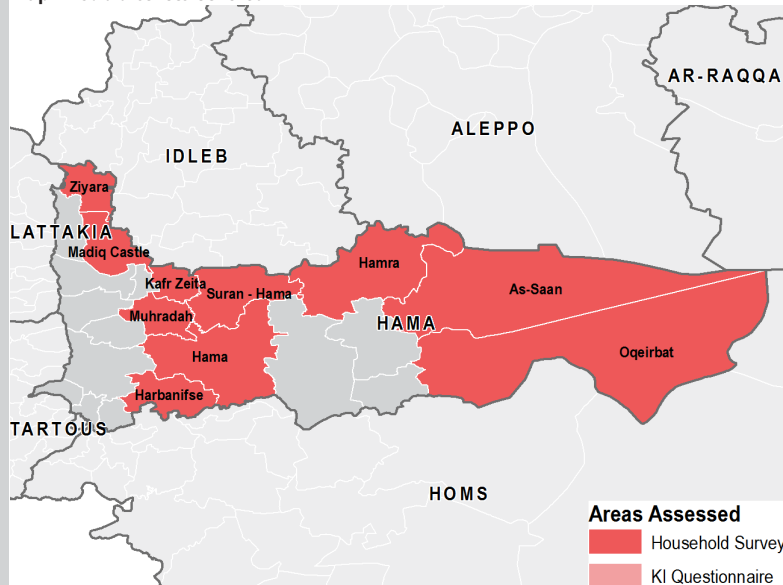 AR-RAQQA
ALEPPO
IDLEB
Ziyara
LATTAKIA
Madiq Castle
Hamra
Kafr Zeita
Suran - Hama
As-Saan
Muhradah
HAMA
Hama
Oqeirbat
Harbanifse
TARTOUS
HOMS
Areas Assessed
Household Survey
KI Questionnaire